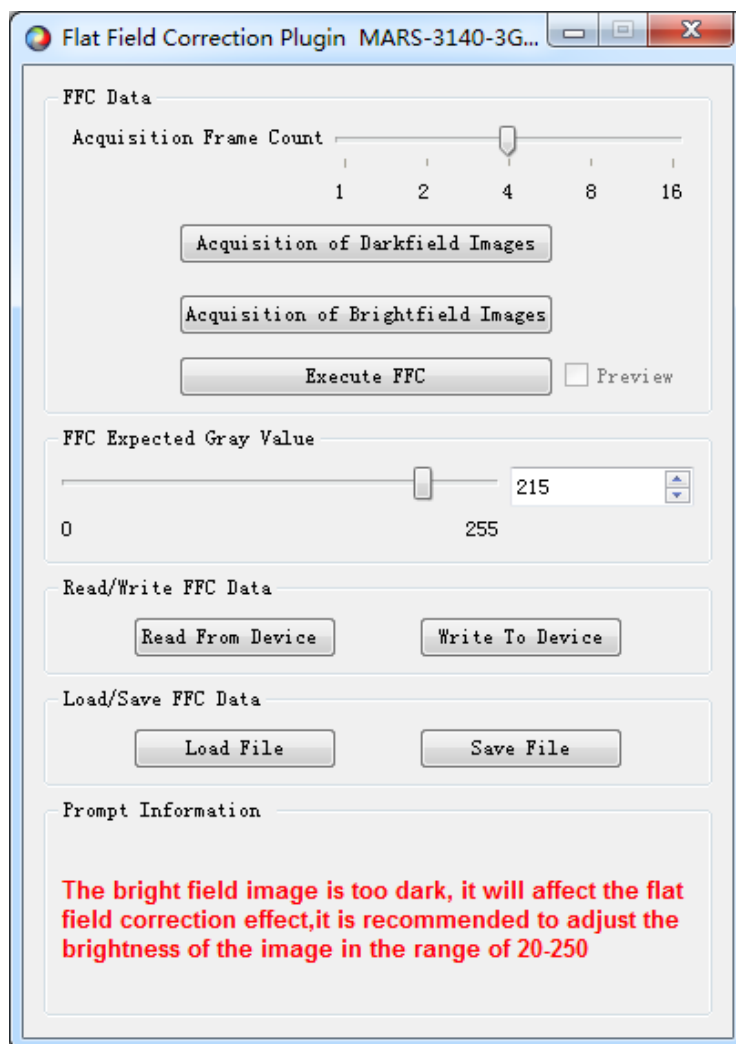 Flat Field Correction Plugin MARS-3140-3G...
FFC Data
Acquisition Frame Count
1 2 4 8 16
Acquisition of Darkfield Images
Acquisition of Brightfield Images
Execute FFC Preview
FFC Expected Gray Value
215
0 255
Read/Write FFC Data
Read From Device Write To Device
Load/Save FFC Data
Load File Save File
Prompt Information
The bright field image is too dark, it will affect the flat
field correction effect,it is recommended to adjust the
brightness of the image in the range of 20-250